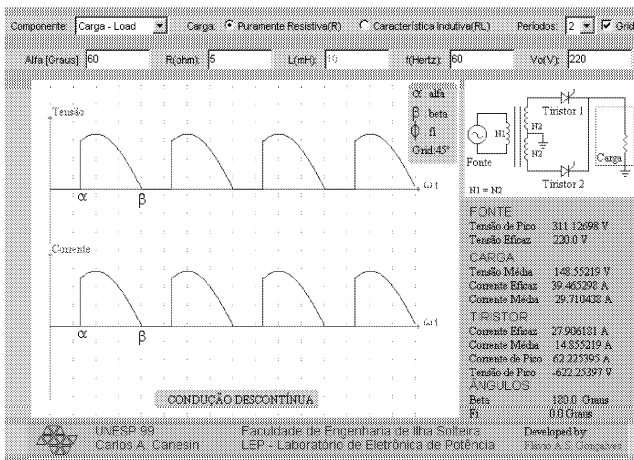 Componente: Carga - Load Carga: Puramente Resistiva(R) Característica Indutiva(RL) Períodos: 2 Grid
Alfa [Graus] 60 R(ohm): 5 L(mH): 10 f(Hertz): 60 Vo(V): 220
Tensão
α alfa
β beta
ϕ fi
Grid:45°
ωt
α β
Corrente
ωt
α β
CONDUÇÃO DESCONTÍNUA
Tiristor 1
N1 N2
N2
Fonte
Carga
Tiristor 2
N1 = N2
FONTE
Tensão de Pico 311.12698 V
Tensão Eficaz 220.0 V
CARGA
Tensão Média 148.55219 V
Corrente Eficaz 39.465298 A
Corrente Média 29.710438 A
TIRISTOR
Corrente Eficaz 27.906181 A
Corrente Média 14.855219 A
Corrente de Pico 62.225395 A
Tensão de Pico -622.25397 V
ÂNGULOS
Beta 180.0 Graus
Fi 0.0 Graus
UNESP 99 Faculdade de Engenharia de Ilha Solteira Developed by
Carlos A. Canesin LEP - Laboratório de Eletrônica de Potência Flávio A. S. Gonçalves